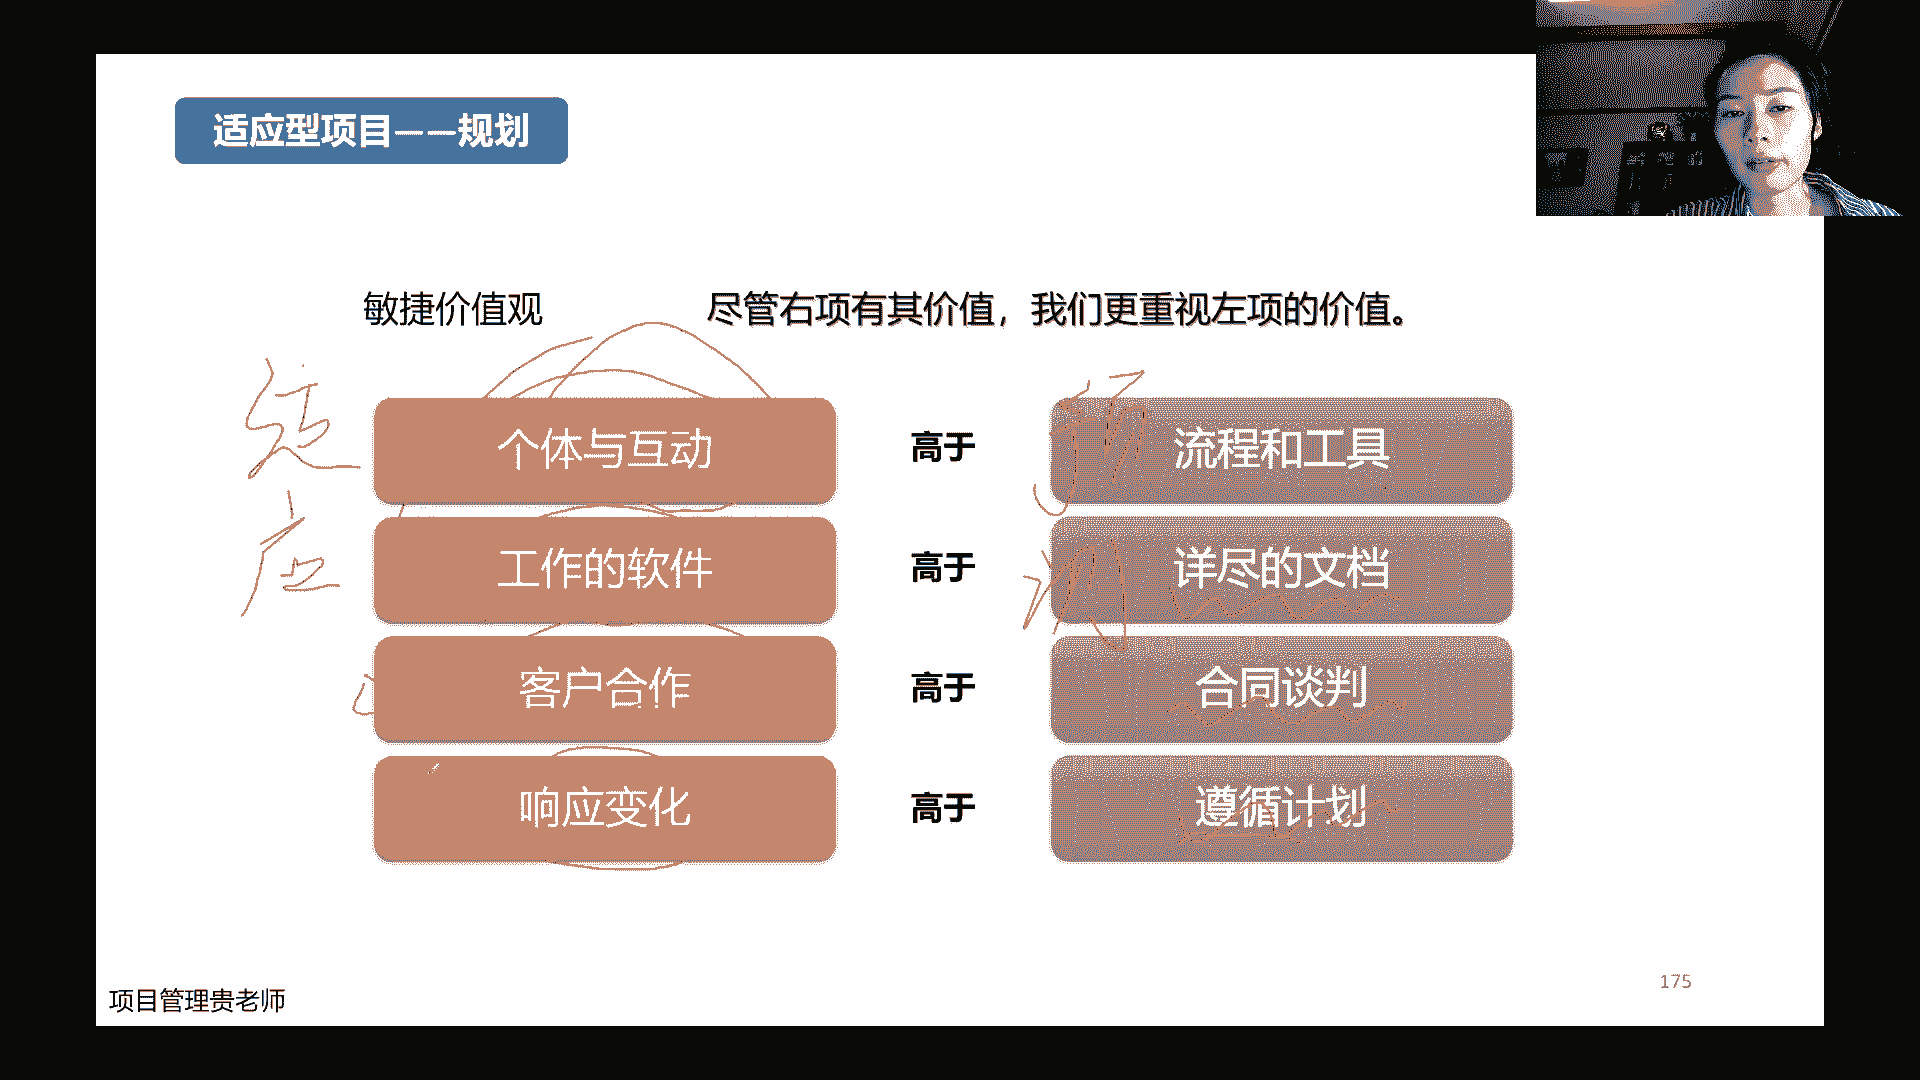 适应型项目——规划
敏捷价值观 尽管右项有其价值，我们更重视左项的价值。
个体与互动 高于 流程和工具
工作的软件 高于 详尽的文档
客户合作 高于 合同谈判
响应变化 高于 遵循计划
适
应
预
测
175
项目管理贵老师